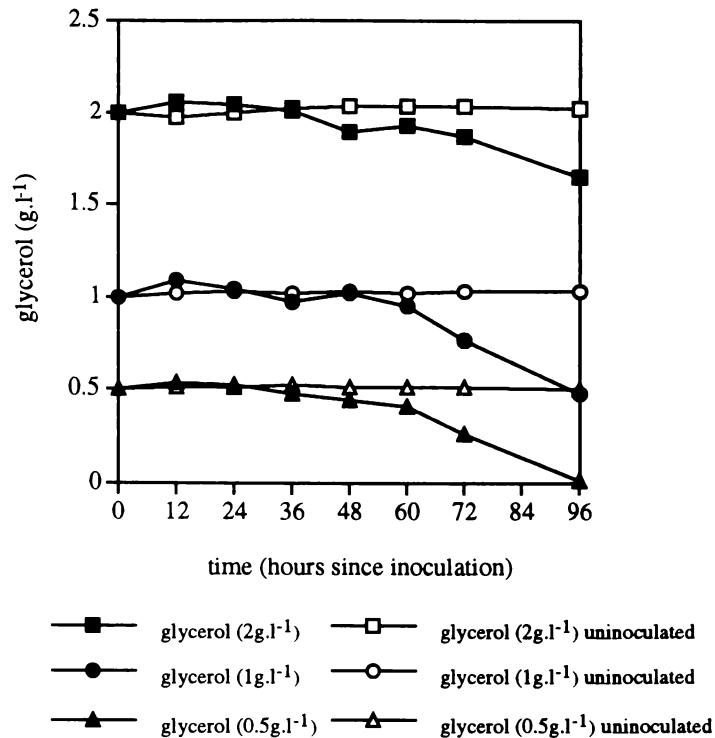 2.5
2
1.5
1
0.5
0
glycerol (g.l-1)
0 12 24 36 48 60 72 84 96
time (hours since inoculation)
glycerol (2g.l-1) glycerol (2g.l-1) uninoculated
glycerol (1g.l-1) glycerol (1g.l-1) uninoculated
glycerol (0.5g.l-1) glycerol (0.5g.l-1) uninoculated